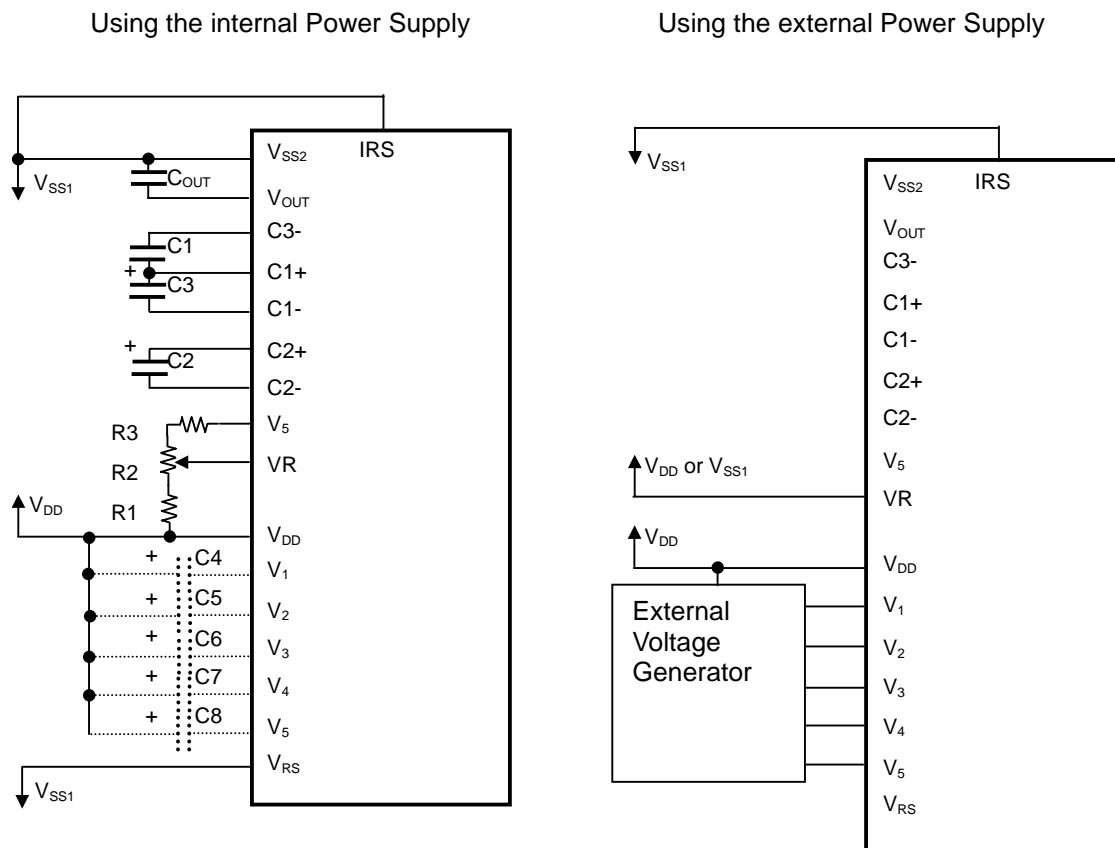 Using the internal Power Supply
Using the external Power Supply
IRS
VSS2
VSS1
COUT
VOUT
C3-
C1
+
C1+
C3
C1-
+
C2+
C2
C2-
V5
R3
VR
R2
R1
VDD
VDD
+
C4
V1
+
C5
V2
+
C6
V3
+
C7
V4
+
C8
V5
VRS
VSS1
VSS1
VSS2
IRS
VOUT
C3-
C1+
C1-
C2+
C2-
V5
VDD or VSS1
VR
VDD
VDD
External
Voltage
Generator
V1
V2
V3
V4
V5
VRS